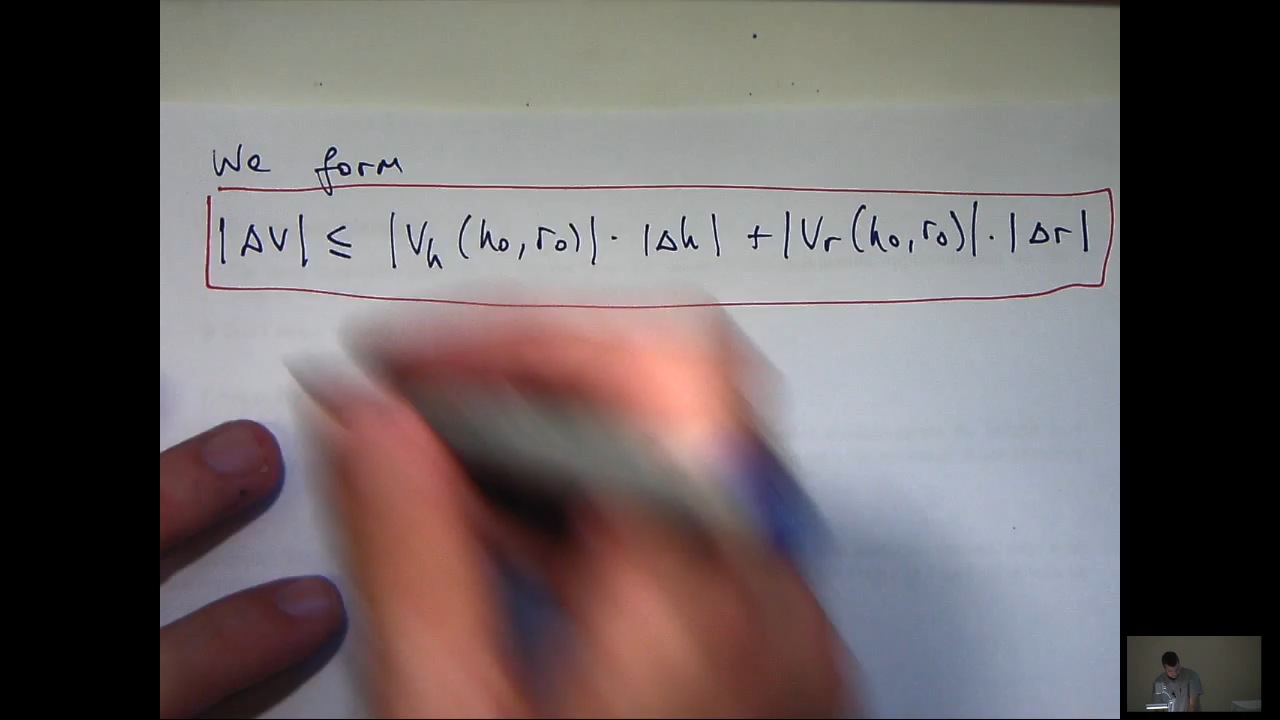 We form
|ΔV| ≤ |V_h (h₀, r₀)| · |Δh| + |V_r (h₀, r₀)| · |Δr|